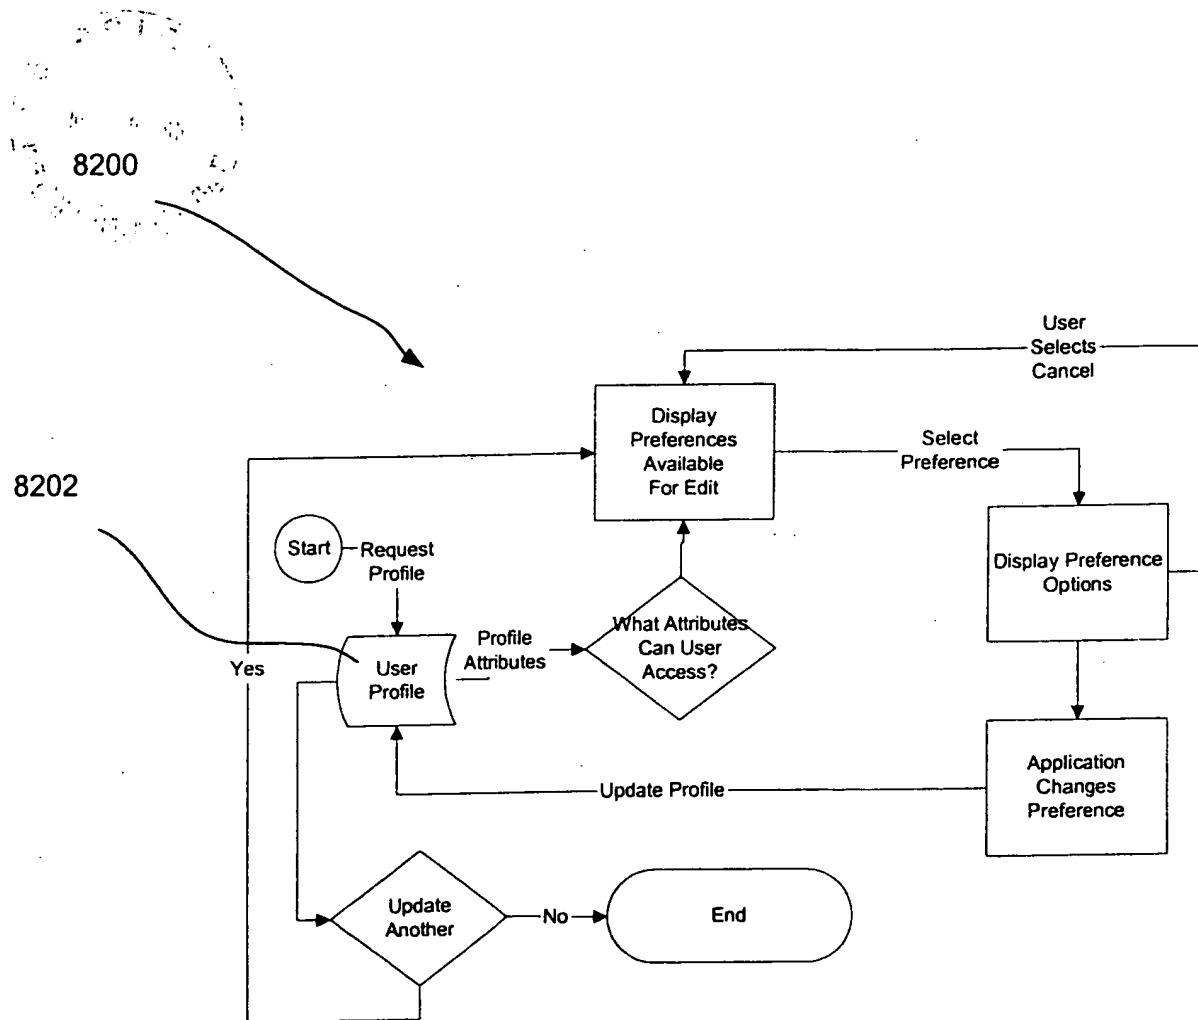 8200
User
Selects
Cancel
Display
Preferences
Available
For Edit
Select
Preference
8202
Start
Request
Profile
Display Preference
Options
What Attributes
Can User
Access?
Profile
Attributes
User
Profile
Yes
Application
Changes
Preference
Update Profile
Update
Another
No
End